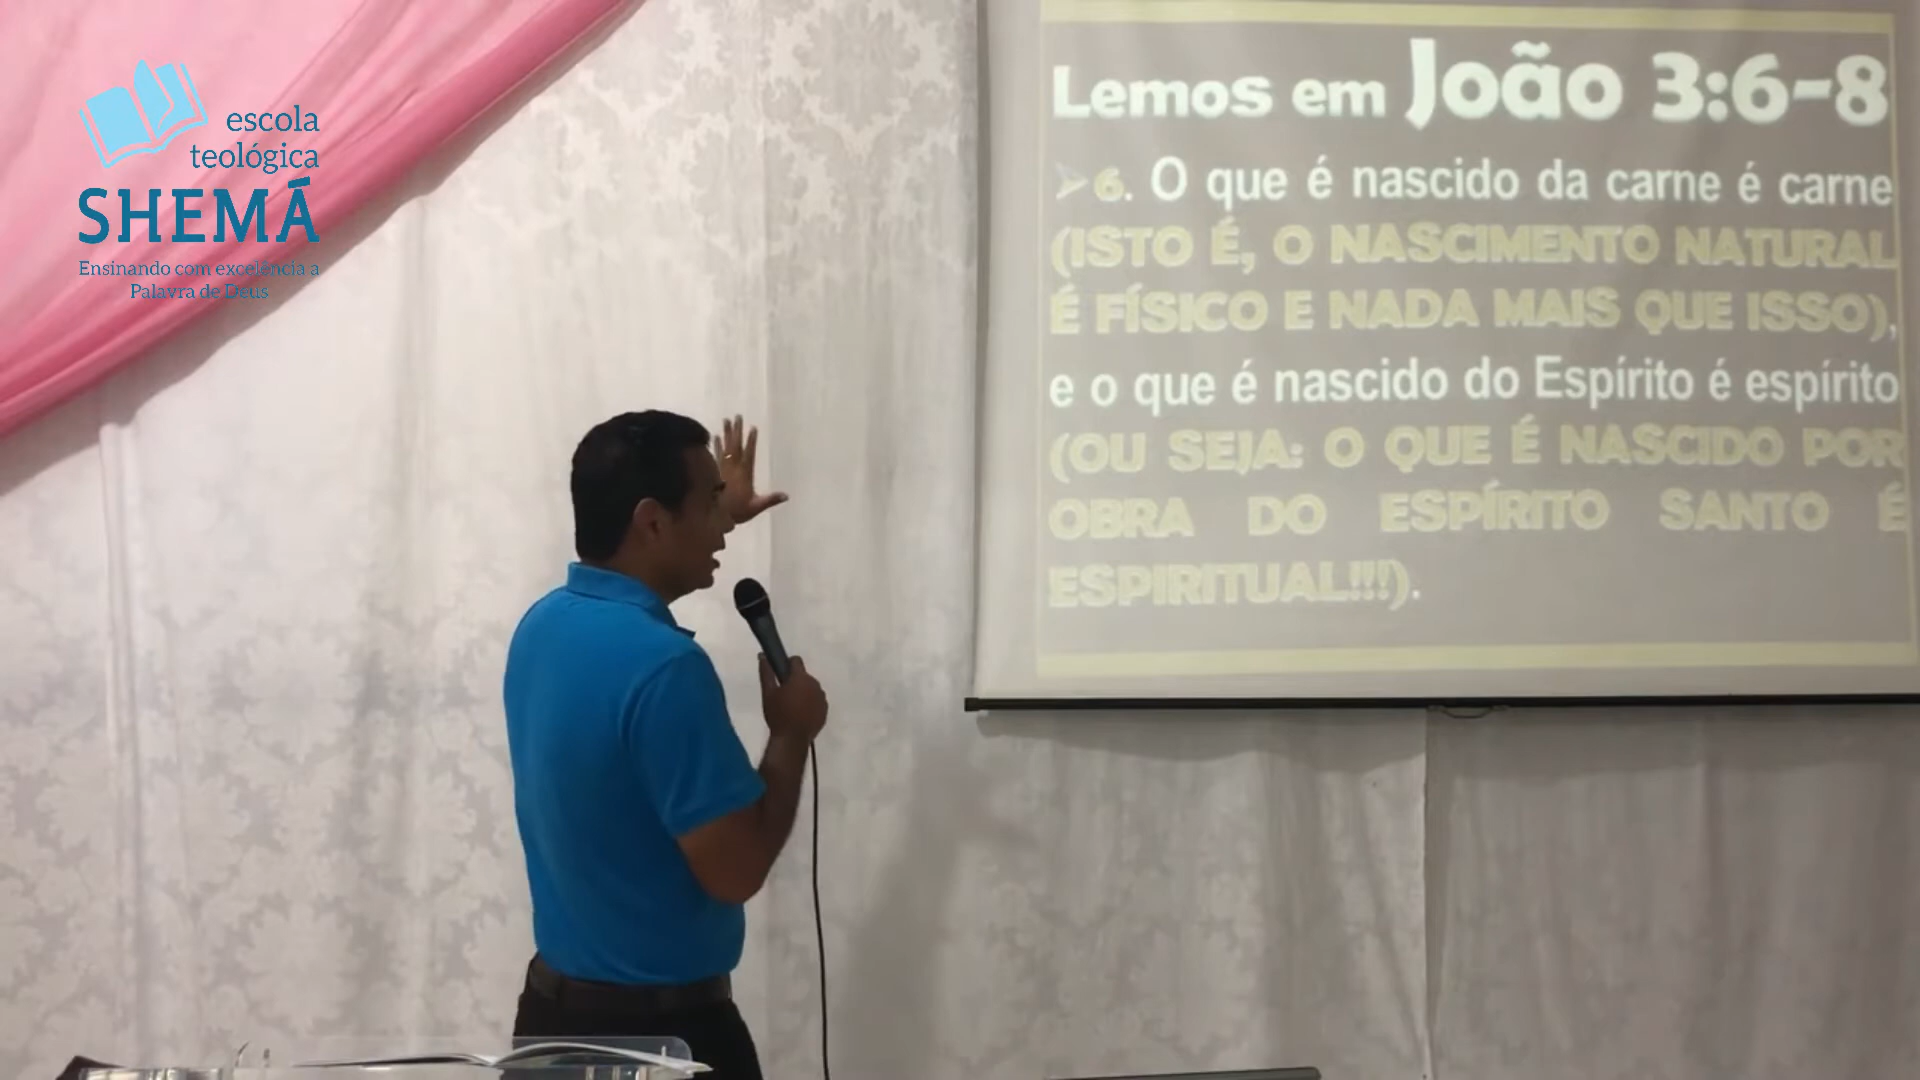 escola
teológica
SHEMÁ
Ensinando com excelência a
Palavra de Deus
Lemos em João 3:6-8
➢6. O que é nascido da carne é carne
(ISTO É, O NASCIMENTO NATURAL
É FÍSICO E NADA MAIS QUE ISSO),
e o que é nascido do Espírito é espírito
(OU SEJA: O QUE É NASCIDO POR
OBRA DO ESPÍRITO SANTO É
ESPIRITUAL!!!).